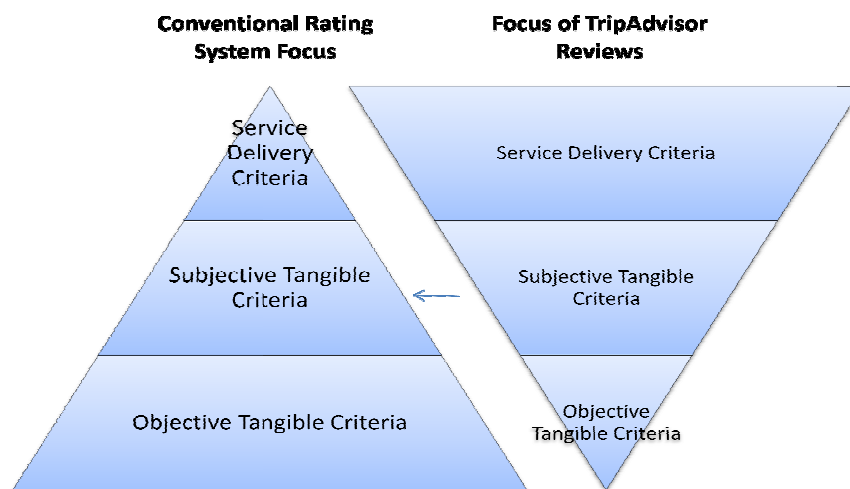 Conventional Rating
System Focus
Service
Delivery
Criteria
Subjective Tangible
Criteria
Objective Tangible Criteria
Focus of TripAdvisor
Reviews
Service Delivery Criteria
Subjective Tangible
Criteria
Objective
Tangible Criteria